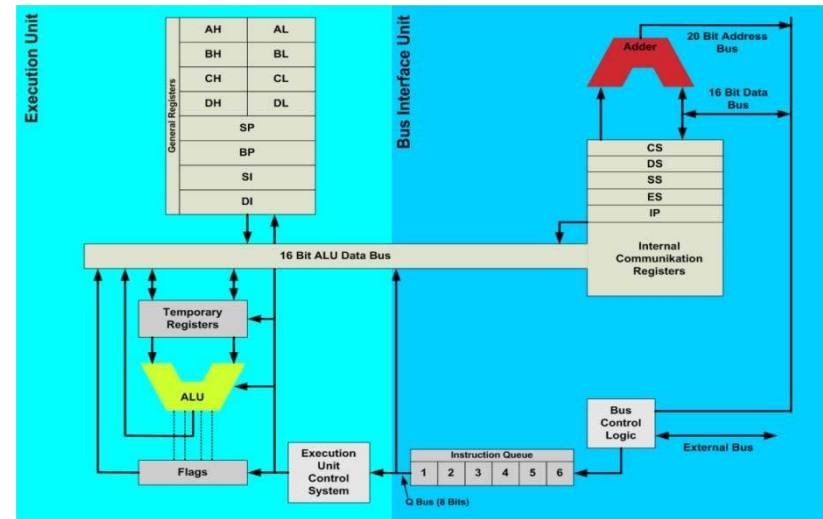 Execution Unit
General Registers
AH AL
BH BL
CH CL
DH DL
SP
BP
SI
DI
Bus Interface Unit
Adder
20 Bit Address
Bus
16 Bit Data
Bus
CS
DS
SS
ES
IP
Internal
Communikation
Registers
16 Bit ALU Data Bus
Temporary
Registers
ALU
Flags
Execution
Unit
Control
System
Instruction Queue
1 2 3 4 5 6
Q Bus (8 Bits)
Bus
Control
Logic
External Bus